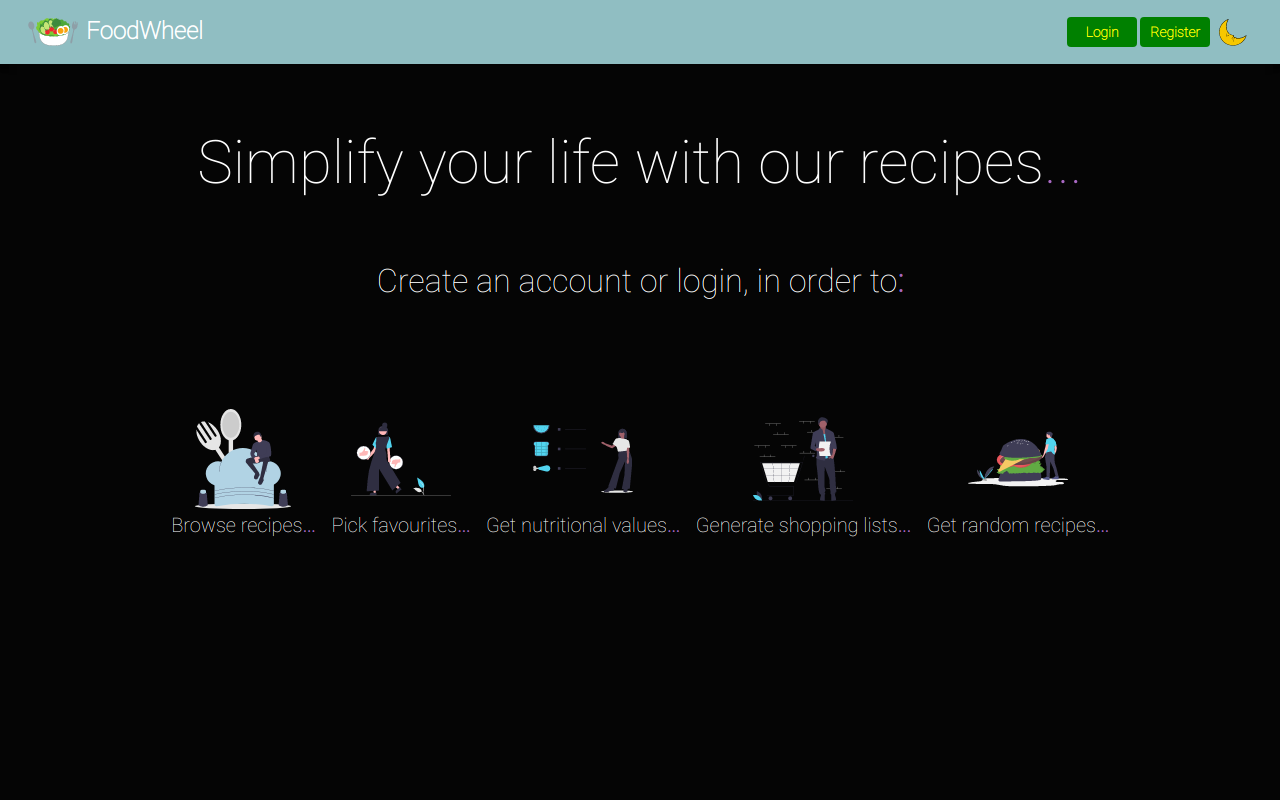 FoodWheel
Login
Register
Simplify your life with our recipes...
Create an account or login, in order to:
Browse recipes...
Pick favourites...
Get nutritional values...
Generate shopping lists...
Get random recipes...